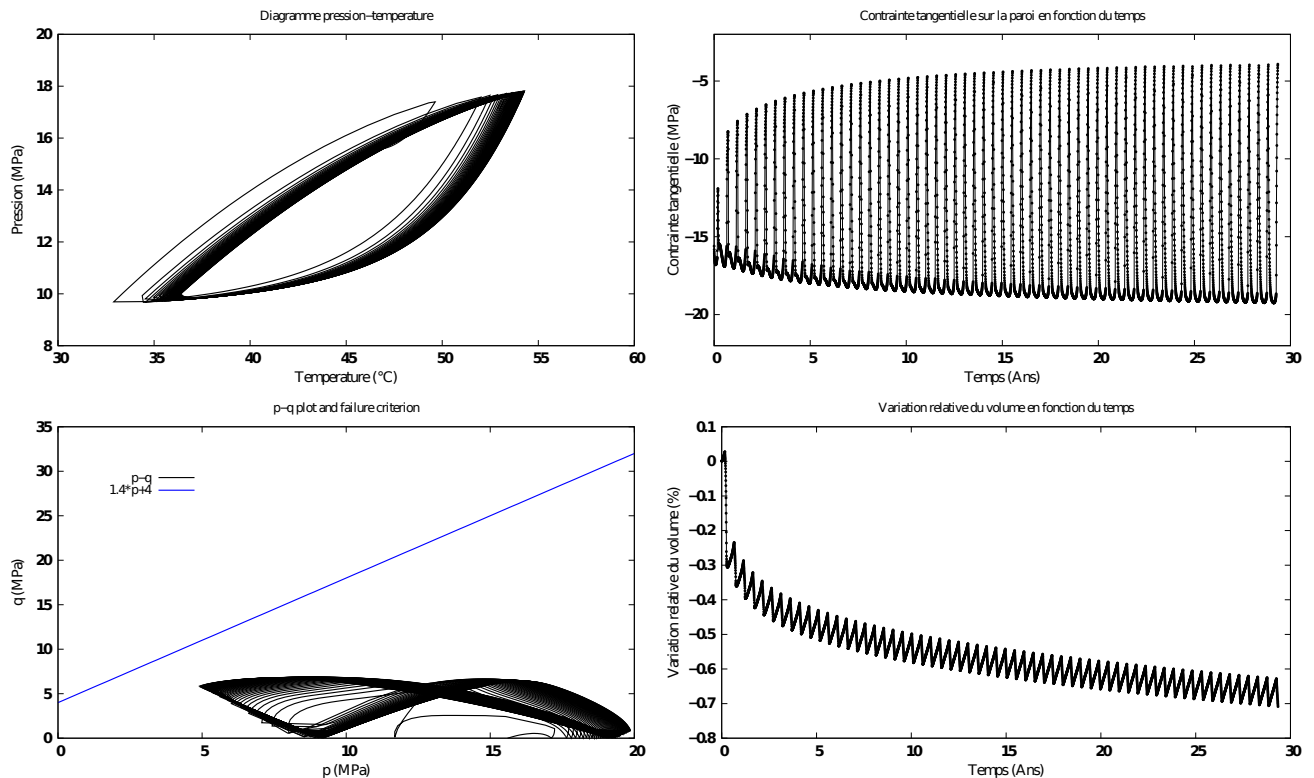 Diagramme pression−temperature
Pression (MPa)
20
18
16
14
12
10
8
30 35 40 45 50 55 60
Temperature (°C)
Contrainte tangentielle sur la paroi en fonction du temps
Contrainte tangentielle (MPa)
−5
−10
−15
−20
0 5 10 15 20 25 30
Temps (Ans)
p−q plot and failure criterion
q (MPa)
35
30
25
20
15
10
5
0
p−q
1.4*p+4
0 5 10 15 20
p (MPa)
Variation relative du volume en fonction du temps
Variation relative du volume (%)
0.1
0
−0.1
−0.2
−0.3
−0.4
−0.5
−0.6
−0.7
−0.8
0 5 10 15 20 25 30
Temps (Ans)